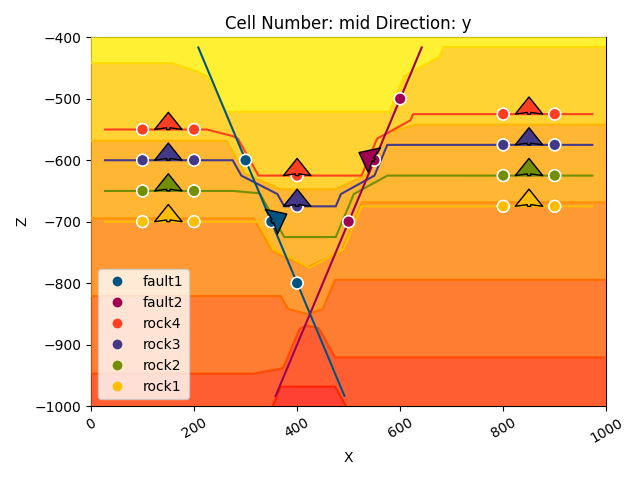 Cell Number: mid Direction: y
−400
−500
−600
−700
−800
−900
−1000
Z
fault1
fault2
rock4
rock3
rock2
rock1
0
200
400
600
800
1000
X